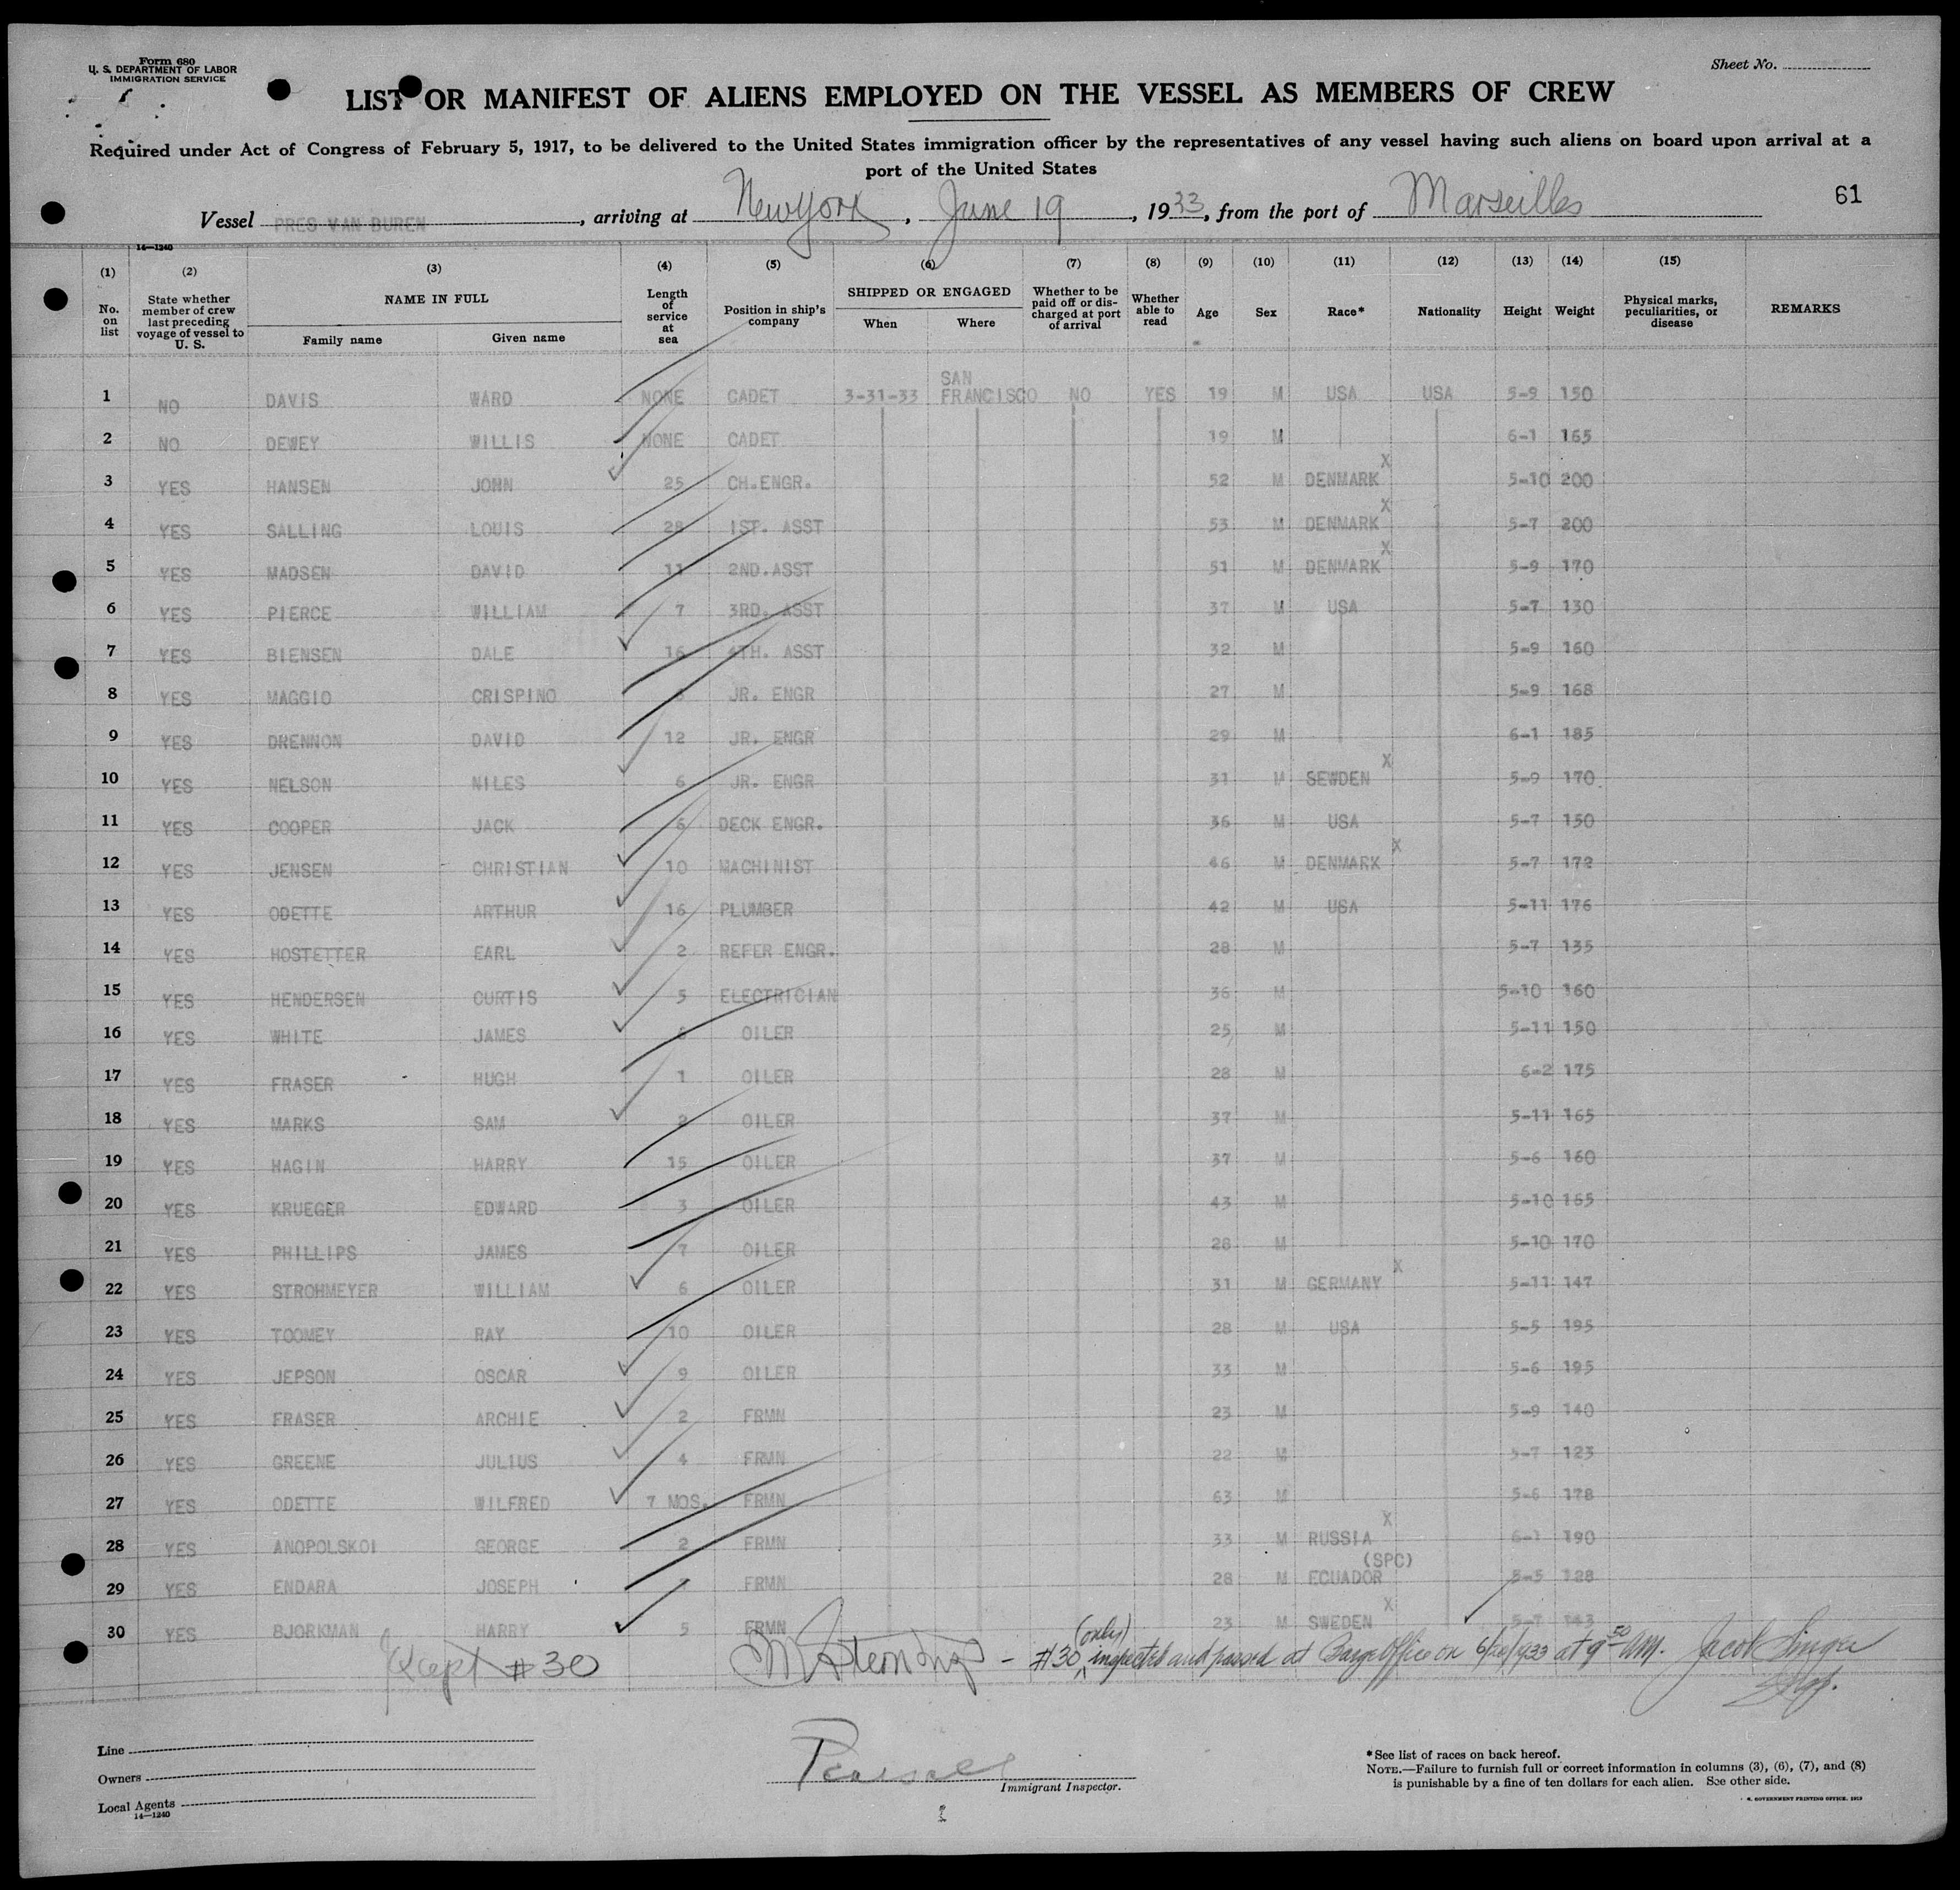 Form 680
U. S. DEPARTMENT OF LABOR
IMMIGRATION SERVICE
Sheet No.
LIST OR MANIFEST OF ALIENS EMPLOYED ON THE VESSEL AS MEMBERS OF CREW
Required under Act of Congress of February 5, 1917, to be delivered to the United States immigration officer by the representatives of any vessel having such aliens on board upon arrival at a
port of the United States
61
Vessel PRES VAN BUREN, arriving at New York, June 19, 1933, from the port of Marseilles
14—1240
(1) (2) (3) (4) (5) (6) (7) (8) (9) (10) (11) (12) (13) (14) (15)
No. on list
State whether member of crew last preceding voyage of vessel to U. S.
NAME IN FULL
Family name Given name
Length of service at sea
Position in ship's company
SHIPPED OR ENGAGED
When Where
Whether to be paid off or discharged at port of arrival
Whether able to read
Age Sex Race* Nationality Height Weight
Physical marks, peculiarities, or disease
REMARKS
1 NO DAVIS WARD NONE CADET 3-31-33 SAN FRANCISCO NO YES 19 M USA USA 5-9 150
2 NO DEWEY WILLIS NONE CADET 19 M 6-1 165
3 YES HANSEN JOHN 25 CH.ENGR. 52 M DENMARK X 5-10 200
4 YES SALLING LOUIS 28 1ST. ASST 53 M DENMARK X 5-7 200
5 YES MADSEN DAVID 11 2ND.ASST 51 M DENMARK X 5-9 170
6 YES PIERCE WILLIAM 7 3RD. ASST 37 M USA 5-7 130
7 YES BIENSEN DALE 16 4TH. ASST 32 M 5-9 160
8 YES MAGGIO CRISPINO JR. ENGR 27 M 5-9 168
9 YES DRENNON DAVID 12 JR. ENGR 29 M 6-1 185
10 YES NELSON NILES 6 JR. ENGR 31 M SEWDEN X 5-9 170
11 YES COOPER JACK 6 DECK ENGR. 36 M USA 5-7 150
12 YES JENSEN CHRISTIAN 10 MACHINIST 46 M DENMARK X 5-7 172
13 YES ODETTE ARTHUR 16 PLUMBER 42 M USA 5-11 176
14 YES HOSTETTER EARL 2 REFER ENGR. 28 M 5-7 135
15 YES HENDERSEN CURTIS 5 ELECTRICIAN 36 M 5-10 160
16 YES WHITE JAMES OILER 25 M 5-11 150
17 YES FRASER HUGH 1 OILER 28 M 6-2 175
18 YES MARKS SAM 2 OILER 37 M 5-11 165
19 YES HAGIN HARRY 15 OILER 37 M 5-6 160
20 YES KRUEGER EDWARD 3 OILER 43 M 5-10 165
21 YES PHILLIPS JAMES 7 OILER 28 M 5-10 170
22 YES STROHMEYER WILLIAM 6 OILER 31 M GERMANY X 5-11 147
23 YES TOOMEY RAY 10 OILER 28 M USA 5-5 195
24 YES JEPSON OSCAR 9 OILER 33 M 5-6 195
25 YES FRASER ARCHIE 2 FRMN 23 M 5-9 140
26 YES GREENE JULIUS 4 FRMN 22 M 5-7 123
27 YES ODETTE WILFRED 7 MOS. FRMN 63 M 5-6 178
28 YES ANOPOLSKOI GEORGE 2 FRMN 33 M RUSSIA X 6-1 190
29 YES ENDARA JOSEPH FRMN 28 M ECUADOR (SPC) 5-5 128
30 YES BJORKMAN HARRY 5 FRMN 23 M SWEDEN X 5-7 143
Except #30
— #30 (only) inspected and passed at Barge Office on 6/20/1933 at 9 50 AM. Jacob Singer
Insp.
Line
Owners
Local Agents
14—1240
Immigrant Inspector.
*See list of races on back hereof.
NOTE.—Failure to furnish full or correct information in columns (3), (6), (7), and (8)
is punishable by a fine of ten dollars for each alien. See other side.
GOVERNMENT PRINTING OFFICE